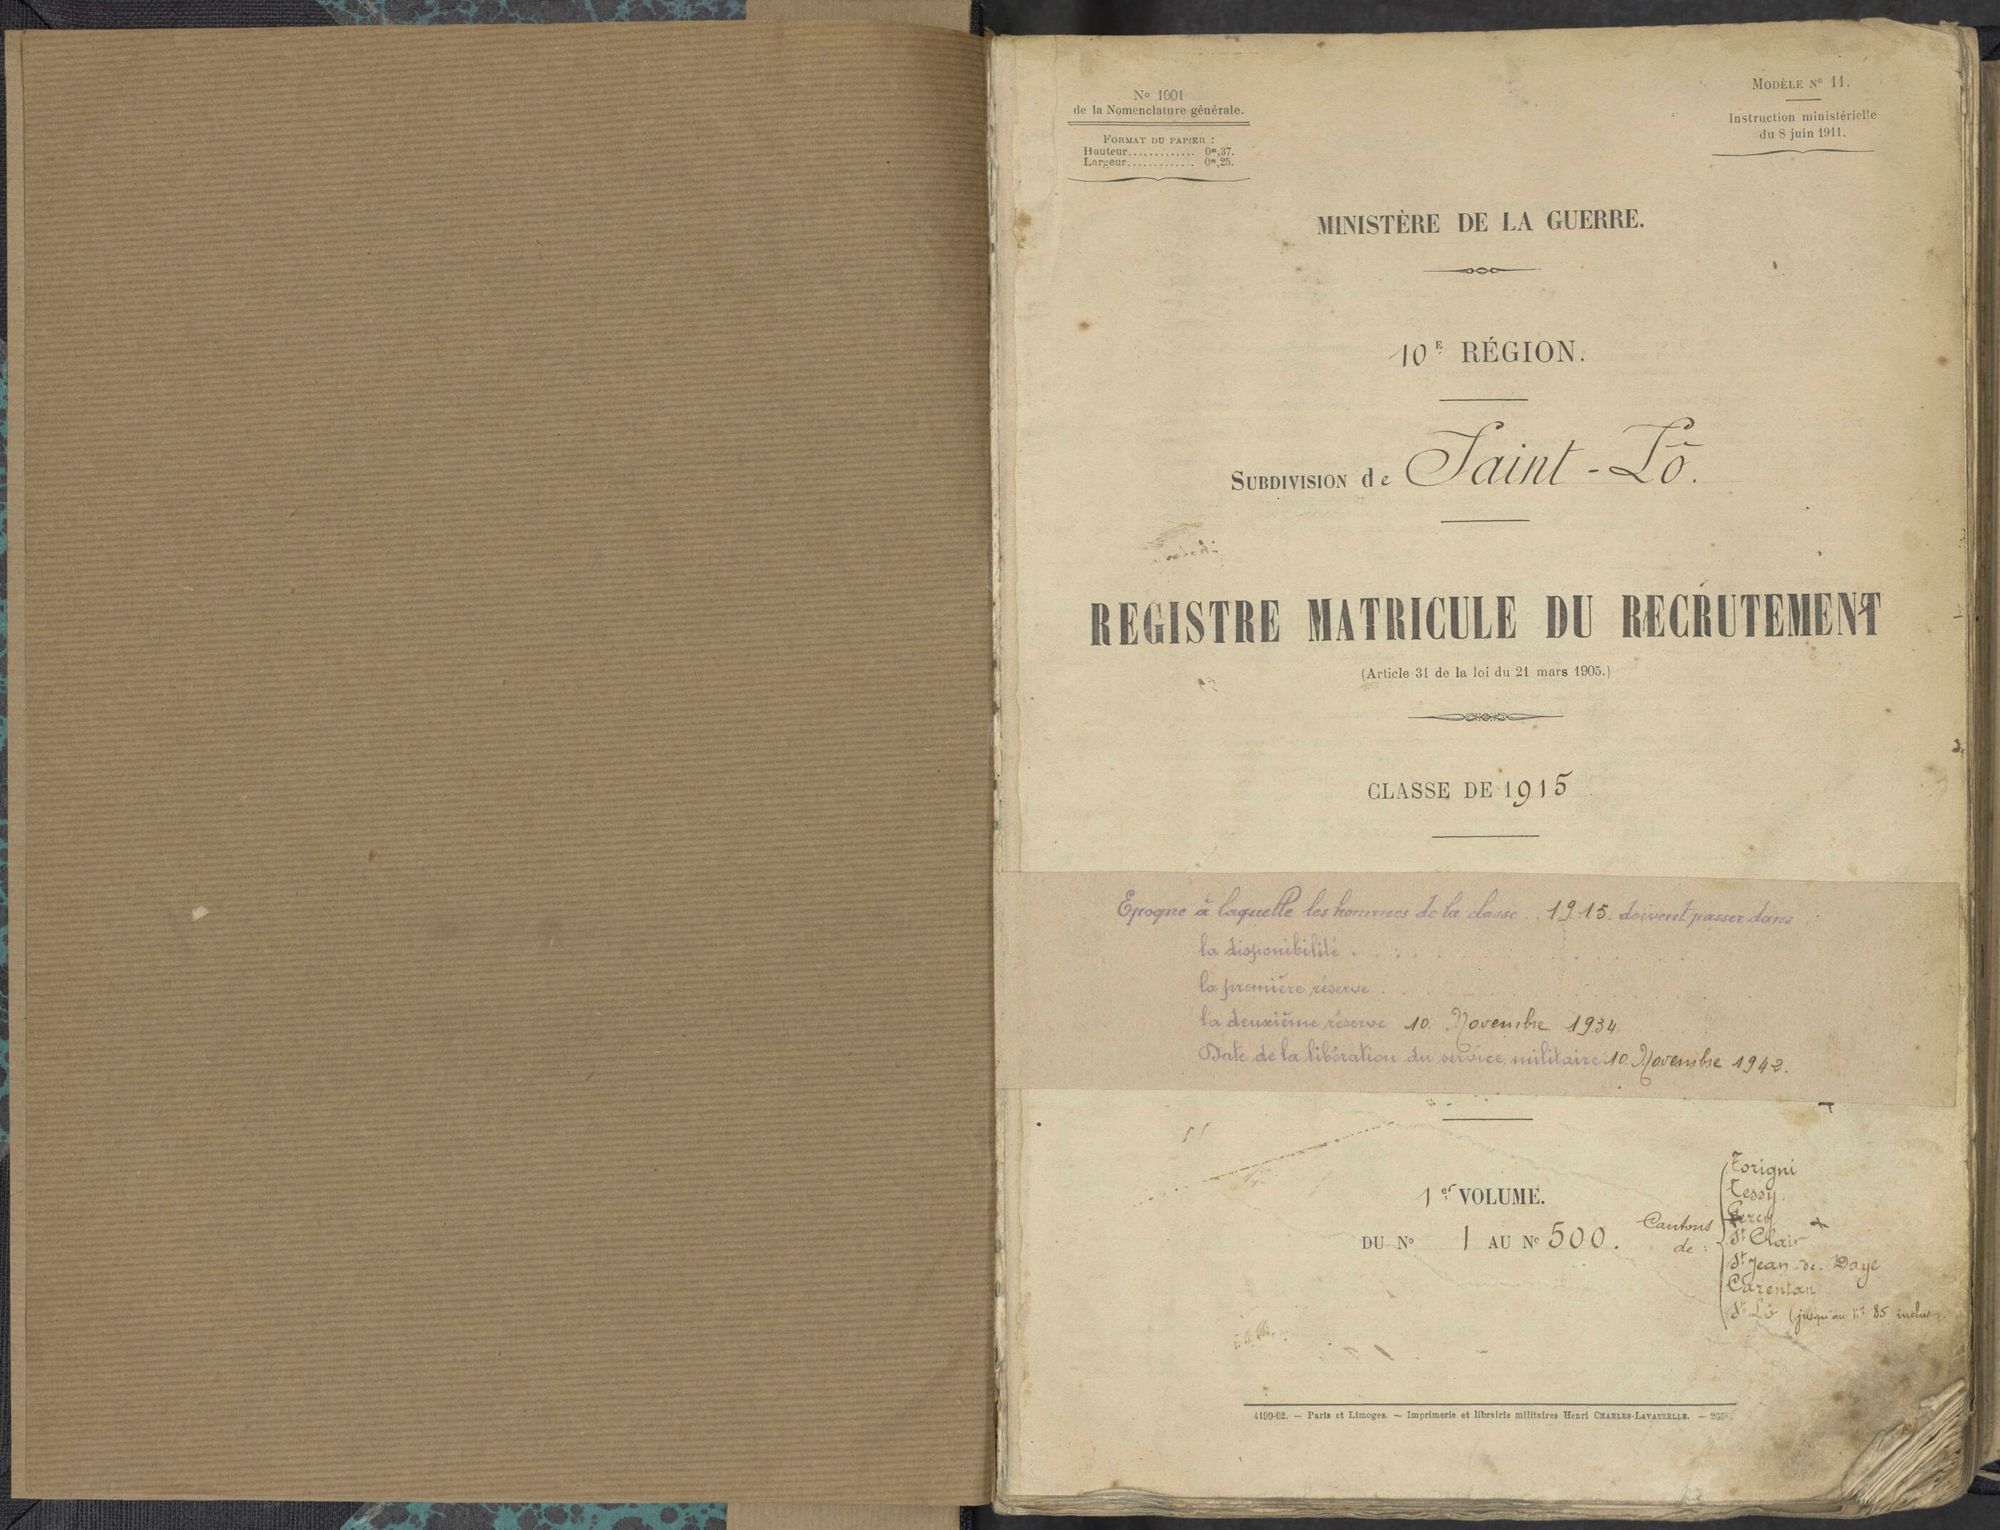 N° 1001
de la Nomenclature générale.
FORMAT DU PAPIER :
Hauteur............. 0m,37.
Largeur............. 0m,25.
MODÈLE N° 11.
Instruction ministérielle
du 8 juin 1911.
MINISTÈRE DE LA GUERRE.
10E RÉGION.
SUBDIVISION de Saint-Lô.
REGISTRE MATRICULE DU RECRUTEMENT
(Article 31 de la loi du 21 mars 1905.)
CLASSE DE 1915
Epoque à laquelle les hommes de la classe 1915 doivent passer dans
la disponibilité
la première réserve
la deuxième réserve 10 Novembre 1934
Date de la libération du service militaire 10 Novembre 1942.
1er VOLUME.
DU N° 1 AU N° 500.
Cantons de :
Torigni
Tessy
Percy
St Clair
St Jean-de-Daye
Carentan
St Lô (jusqu'au n° 85 inclus)
4199-02. — Paris et Limoges. — Imprimerie et librairie militaires Henri CHARLES-LAVAUZELLE. —